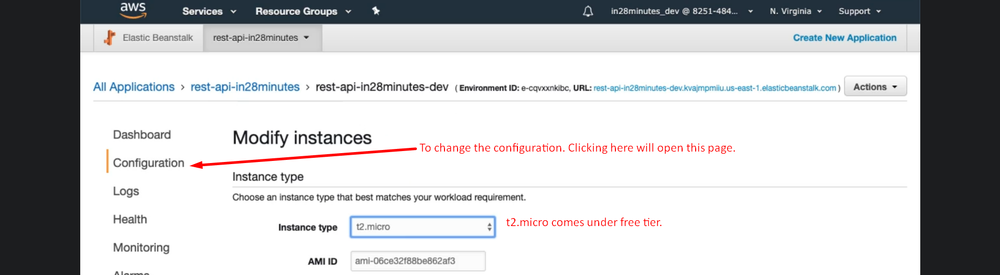 aws Services Resource Groups in28minutes_dev @ 8251-484... N. Virginia Support
Elastic Beanstalk rest-api-in28minutes Create New Application
All Applications > rest-api-in28minutes > rest-api-in28minutes-dev ( Environment ID: e-cqvxxnkibc, URL: rest-api-in28minutes-dev.kvajmpmiiu.us-east-1.elasticbeanstalk.com ) Actions
Dashboard
Modify instances
To change the configuration. Clicking here will open this page.
Configuration
Instance type
Logs
Choose an instance type that best matches your workload requirement.
Health
Instance type t2.micro
t2.micro comes under free tier.
Monitoring
AMI ID ami-06ce32f88be862af3
Alarms